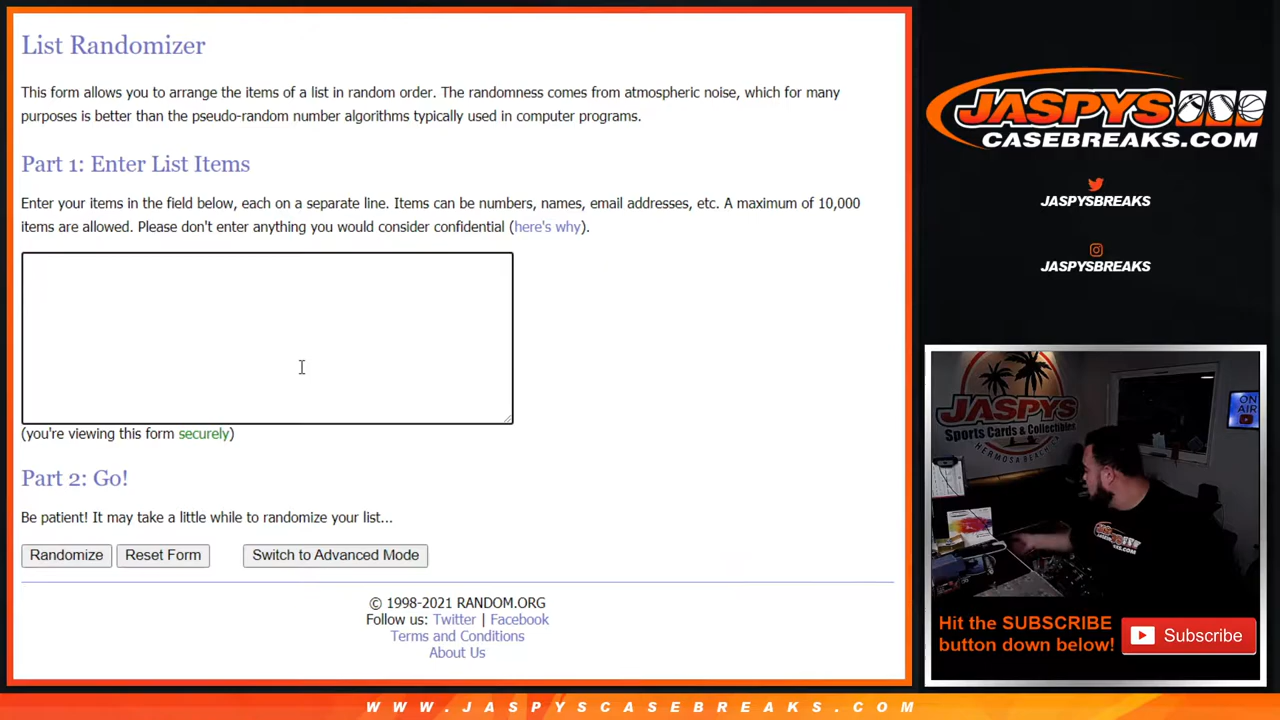 List Randomizer
This form allows you to arrange the items of a list in random order. The randomness comes from atmospheric noise, which for many
purposes is better than the pseudo-random number algorithms typically used in computer programs.
Part 1: Enter List Items
Enter your items in the field below, each on a separate line. Items can be numbers, names, email addresses, etc. A maximum of 10,000
items are allowed. Please don't enter anything you would consider confidential (here's why).
(you're viewing this form securely)
Part 2: Go!
Be patient! It may take a little while to randomize your list...
Randomize Reset Form Switch to Advanced Mode
© 1998-2021 RANDOM.ORG
Follow us: Twitter | Facebook
Terms and Conditions
About Us
JASPYS
CASEBREAKS.COM
JASPYSBREAKS
JASPYSBREAKS
JASPYS
Sports Cards & Collectibles
HERMOSA BEACH, CA
ON
AIR
Hit the SUBSCRIBE
button down below!
Subscribe
WWW.JASPYSCASEBREAKS.COM